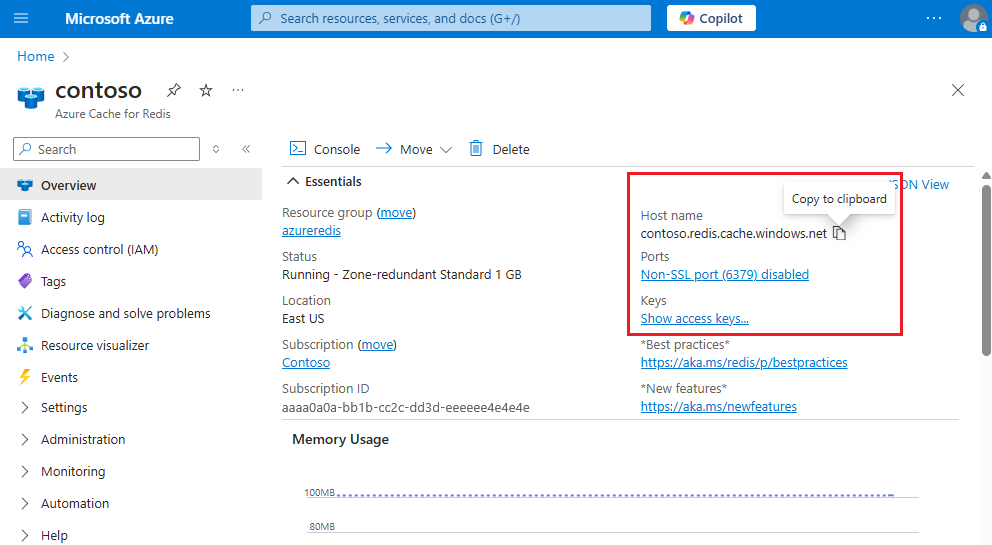 Microsoft Azure
Search resources, services, and docs (G+/)
Copilot
...
Home
contoso
...
Azure Cache for Redis
Search
Console
Move
Delete
Overview
Activity log
Access control (IAM)
Tags
Diagnose and solve problems
Resource visualizer
Events
Settings
Administration
Monitoring
Automation
Help
Essentials
JSON View
Copy to clipboard
Resource group (move)
azureredis
Status
Running - Zone-redundant Standard 1 GB
Location
East US
Subscription (move)
Contoso
Subscription ID
aaaa0a0a-bb1b-cc2c-dd3d-eeeeee4e4e4e
Host name
contoso.redis.cache.windows.net
Ports
Non-SSL port (6379) disabled
Keys
Show access keys...
*Best practices*
https://aka.ms/redis/p/bestpractices
*New features*
https://aka.ms/newfeatures
Memory Usage
100MB
80MB